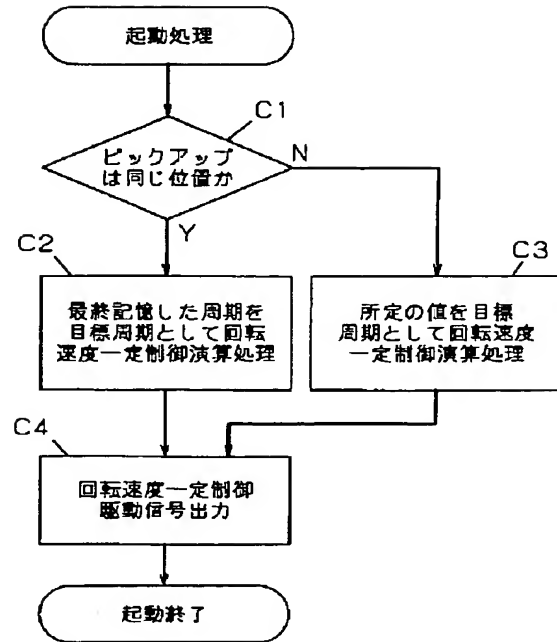 起動処理
C1
ピックアップ
は同じ位置か
N
Y
C2
最終記憶した周期を
目標周期として回転
速度一定制御演算処理
C3
所定の値を目標
周期として回転速度
一定制御演算処理
C4
回転速度一定制御
駆動信号出力
起動終了